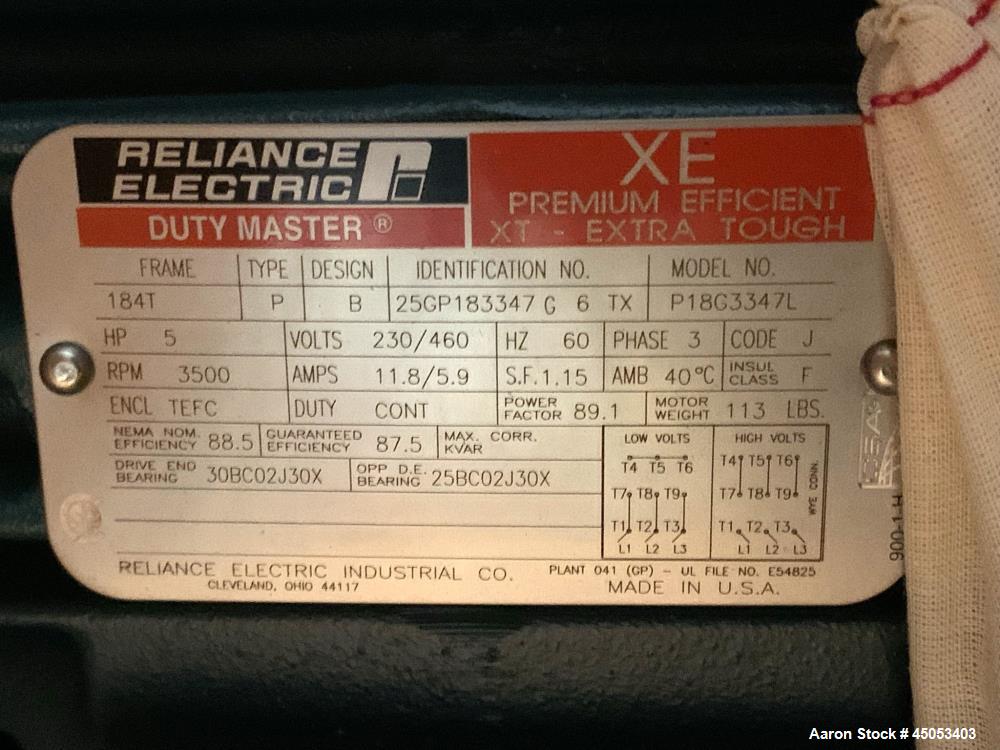 RELIANCE
ELECTRIC
DUTY MASTER ®
XE
PREMIUM EFFICIENT
XT - EXTRA TOUGH
FRAME TYPE DESIGN IDENTIFICATION NO. MODEL NO.
184T P B 25GP183347 G 6 TX P18G3347L
HP 5 VOLTS 230/460 HZ 60 PHASE 3 CODE J
RPM 3500 AMPS 11.8/5.9 S.F. 1.15 AMB 40°C INSUL CLASS F
ENCL TEFC DUTY CONT POWER FACTOR 89.1 MOTOR WEIGHT 113 LBS.
NEMA NOM. EFFICIENCY 88.5 GUARANTEED EFFICIENCY 87.5 MAX. CORR. KVAR
DRIVE END BEARING 30BC02J30X OPP D.E. BEARING 25BC02J30X
LOW VOLTS
T4 T5 T6
T7 T8 T9
T1 T2 T3
L1 L2 L3
HIGH VOLTS
T4 T5 T6
T7 T8 T9
T1 T2 T3
L1 L2 L3
WYE CONN.
900-1-H
RELIANCE ELECTRIC INDUSTRIAL CO. PLANT 041 (GP) - UL FILE NO. E54825
CLEVELAND, OHIO 44117 MADE IN U.S.A.
Aaron Stock # 45053403